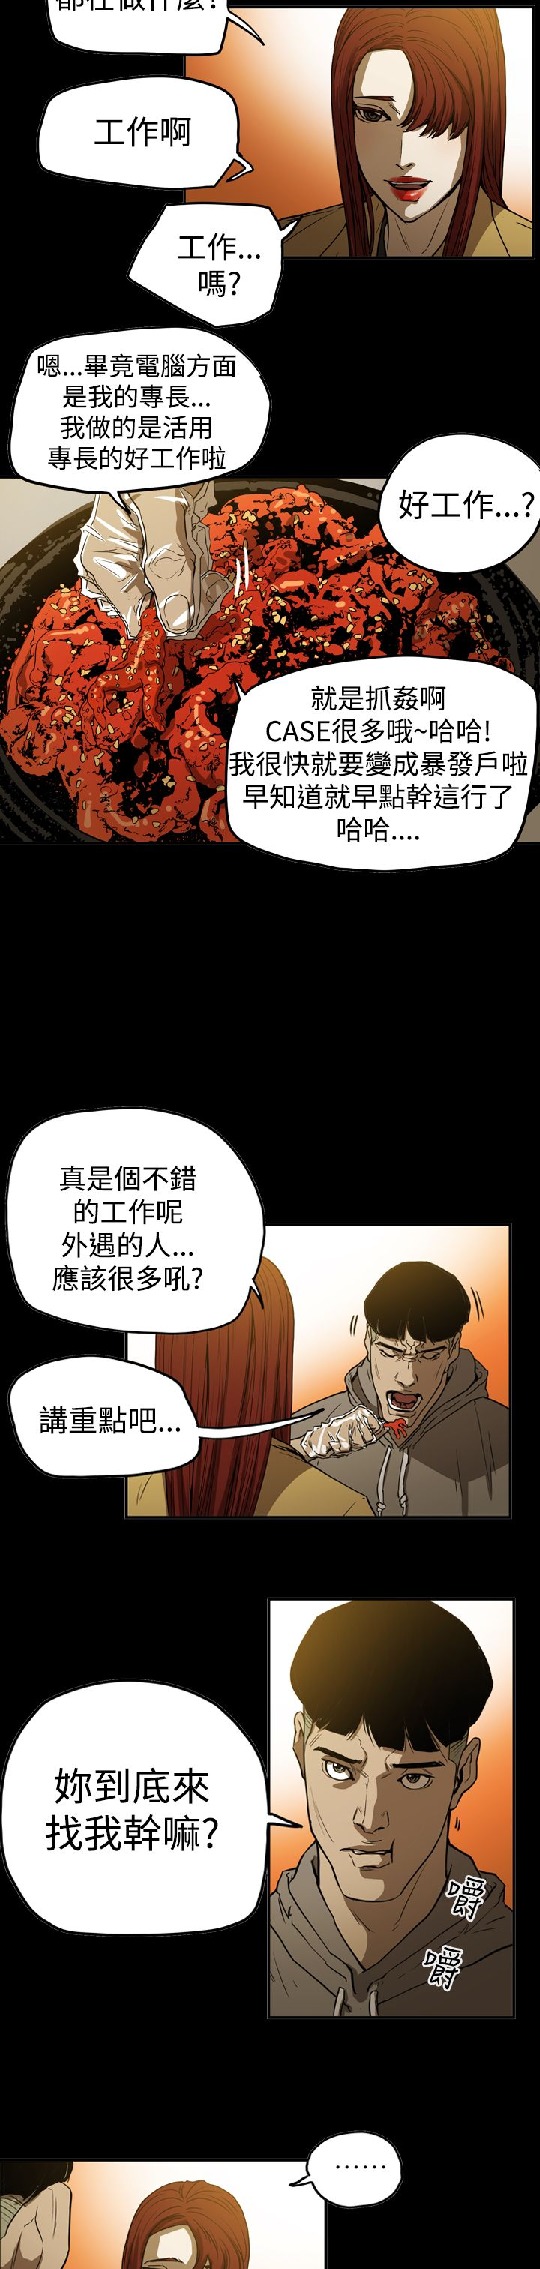 都在做什麼?
工作啊
工作...
嗎?
嗯...畢竟電腦方面
是我的專長...
我做的是活用
專長的好工作啦
好工作...?
就是抓姦啊
CASE很多哦~哈哈!
我很快就要變成暴發戶啦
早知道就早點幹這行了
哈哈....
真是個不錯
的工作呢
外遇的人...
應該很多吼?
講重點吧...
妳到底來
找我幹嘛?
嚼
嚼
……